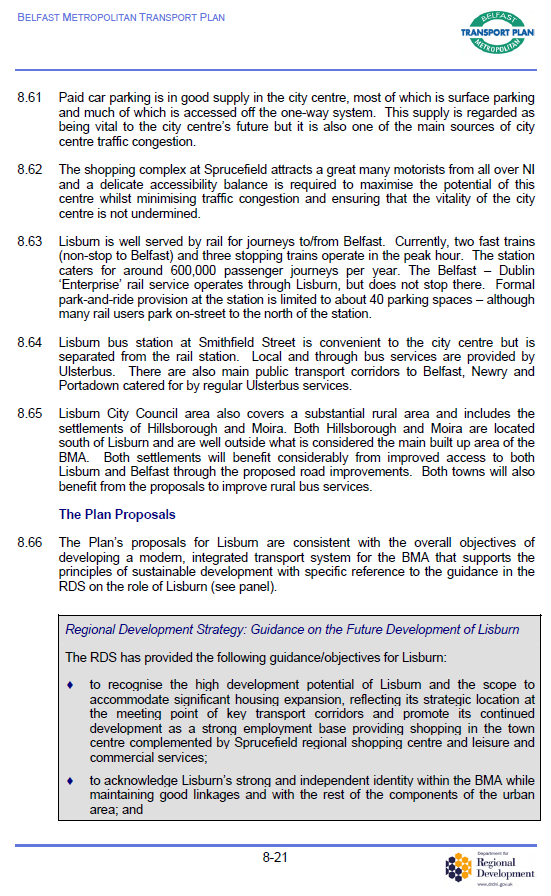 BELFAST METROPOLITAN TRANSPORT PLAN
BELFAST
TRANSPORT PLAN
METROPOLITAN
8.61 Paid car parking is in good supply in the city centre, most of which is surface parking
and much of which is accessed off the one-way system. This supply is regarded as
being vital to the city centre's future but it is also one of the main sources of city
centre traffic congestion.
8.62 The shopping complex at Sprucefield attracts a great many motorists from all over NI
and a delicate accessibility balance is required to maximise the potential of this
centre whilst minimising traffic congestion and ensuring that the vitality of the city
centre is not undermined.
8.63 Lisburn is well served by rail for journeys to/from Belfast. Currently, two fast trains
(non-stop to Belfast) and three stopping trains operate in the peak hour. The station
caters for around 600,000 passenger journeys per year. The Belfast – Dublin
'Enterprise' rail service operates through Lisburn, but does not stop there. Formal
park-and-ride provision at the station is limited to about 40 parking spaces – although
many rail users park on-street to the north of the station.
8.64 Lisburn bus station at Smithfield Street is convenient to the city centre but is
separated from the rail station. Local and through bus services are provided by
Ulsterbus. There are also main public transport corridors to Belfast, Newry and
Portadown catered for by regular Ulsterbus services.
8.65 Lisburn City Council area also covers a substantial rural area and includes the
settlements of Hillsborough and Moira. Both Hillsborough and Moira are located
south of Lisburn and are well outside what is considered the main built up area of the
BMA. Both settlements will benefit considerably from improved access to both
Lisburn and Belfast through the proposed road improvements. Both towns will also
benefit from the proposals to improve rural bus services.
The Plan Proposals
8.66 The Plan's proposals for Lisburn are consistent with the overall objectives of
developing a modern, integrated transport system for the BMA that supports the
principles of sustainable development with specific reference to the guidance in the
RDS on the role of Lisburn (see panel).
Regional Development Strategy: Guidance on the Future Development of Lisburn
The RDS has provided the following guidance/objectives for Lisburn:
♦ to recognise the high development potential of Lisburn and the scope to
accommodate significant housing expansion, reflecting its strategic location at
the meeting point of key transport corridors and promote its continued
development as a strong employment base providing shopping in the town
centre complemented by Sprucefield regional shopping centre and leisure and
commercial services;
♦ to acknowledge Lisburn's strong and independent identity within the BMA while
maintaining good linkages and with the rest of the components of the urban
area; and
8-21
Department for
Regional
Development
www.drdni.gov.uk